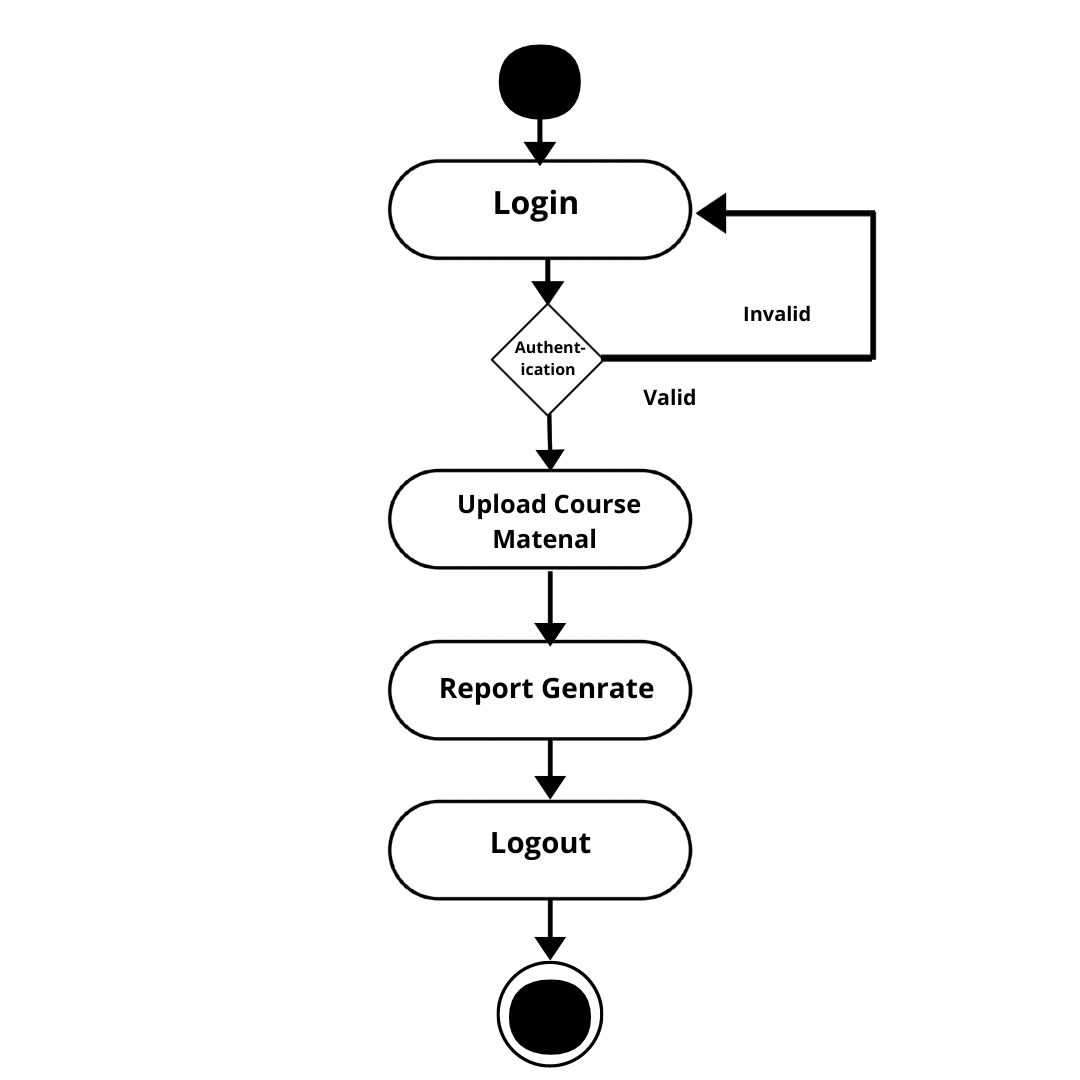 Login
Invalid
Authent-
ication
Valid
Upload Course
Matenal
Report Genrate
Logout